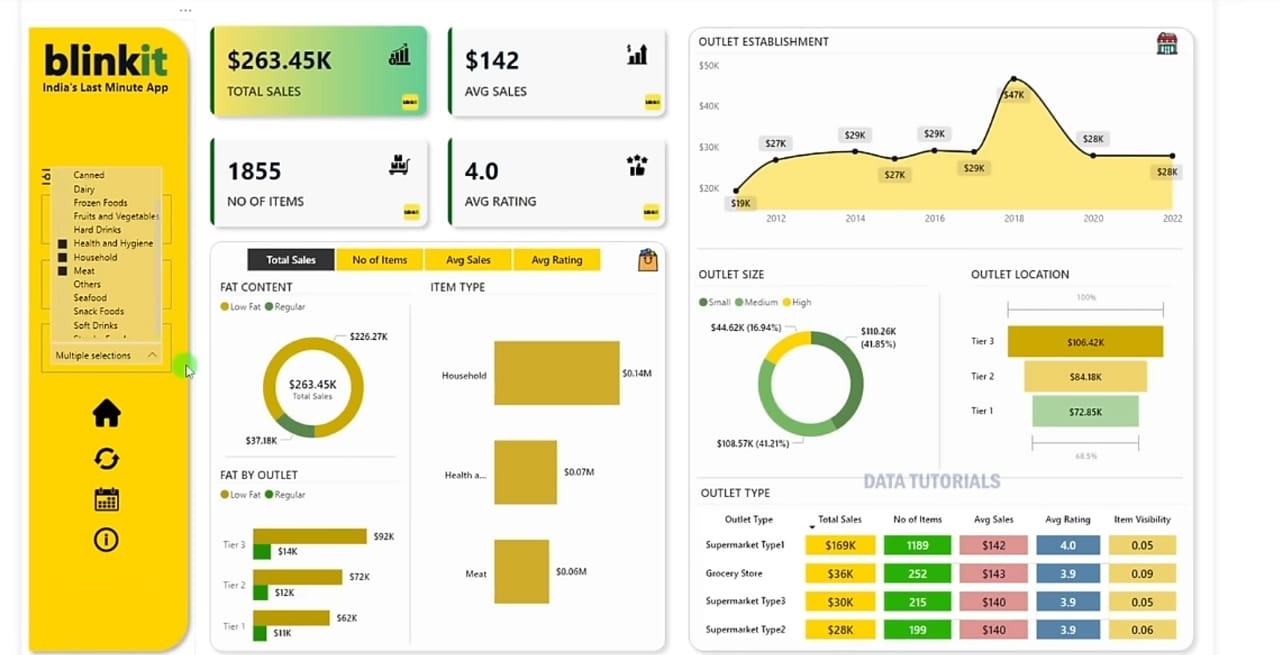 blinkit
India's Last Minute App
Canned
Dairy
Frozen Foods
Fruits and Vegetables
Hard Drinks
Health and Hygiene
Household
Meat
Others
Seafood
Snack Foods
Soft Drinks
Multiple selections
$263.45K
TOTAL SALES
$142
AVG SALES
1855
NO OF ITEMS
4.0
AVG RATING
Total Sales No of Items Avg Sales Avg Rating
FAT CONTENT
Low Fat Regular
$226.27K
$263.45K
Total Sales
$37.18K
FAT BY OUTLET
Low Fat Regular
Tier 3 $92K
$14K
Tier 2 $72K
$12K
Tier 1 $62K
$11K
ITEM TYPE
Household $0.14M
Health a... $0.07M
Meat $0.06M
OUTLET ESTABLISHMENT
$50K
$40K
$30K
$20K
$19K
$27K
$29K
$27K
$29K
$29K
$47K
$28K
$28K
2012 2014 2016 2018 2020 2022
OUTLET SIZE
Small Medium High
$44.62K (16.94%)
$110.26K
(41.85%)
$108.57K (41.21%)
OUTLET LOCATION
100%
Tier 3 $106.42K
Tier 2 $84.18K
Tier 1 $72.85K
68.5%
DATA TUTORIALS
OUTLET TYPE
Outlet Type Total Sales No of Items Avg Sales Avg Rating Item Visibility
Supermarket Type1 $169K 1189 $142 4.0 0.05
Grocery Store $36K 252 $143 3.9 0.09
Supermarket Type3 $30K 215 $140 3.9 0.05
Supermarket Type2 $28K 199 $140 3.9 0.06